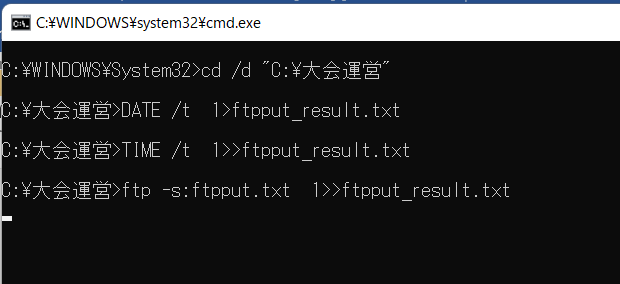 C:¥WINDOWS¥system32¥cmd.exe
C:¥WINDOWS¥System32>cd /d "C:¥大会運営"
C:¥大会運営>DATE /t  1>ftpput_result.txt
C:¥大会運営>TIME /t  1>>ftpput_result.txt
C:¥大会運営>ftp -s:ftpput.txt  1>>ftpput_result.txt